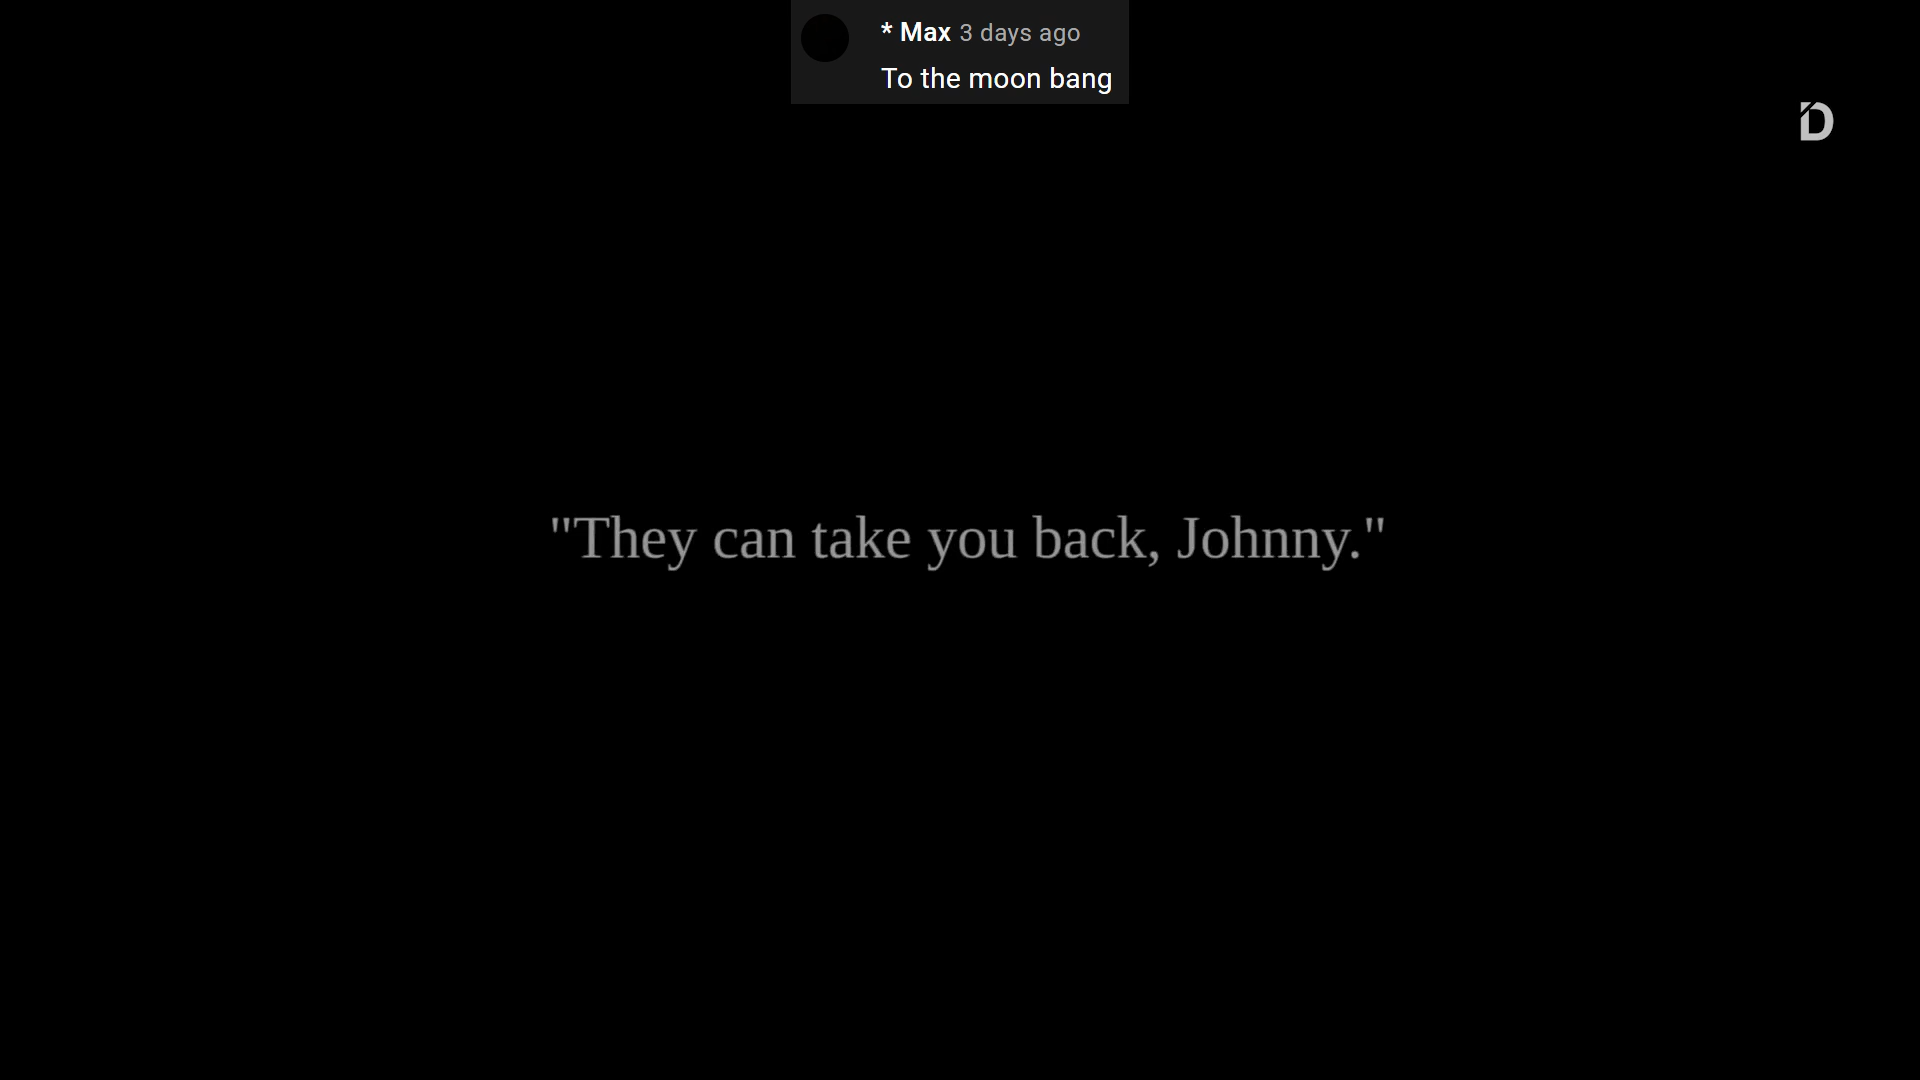 * Max 3 days ago
To the moon bang
D
"They can take you back, Johnny."